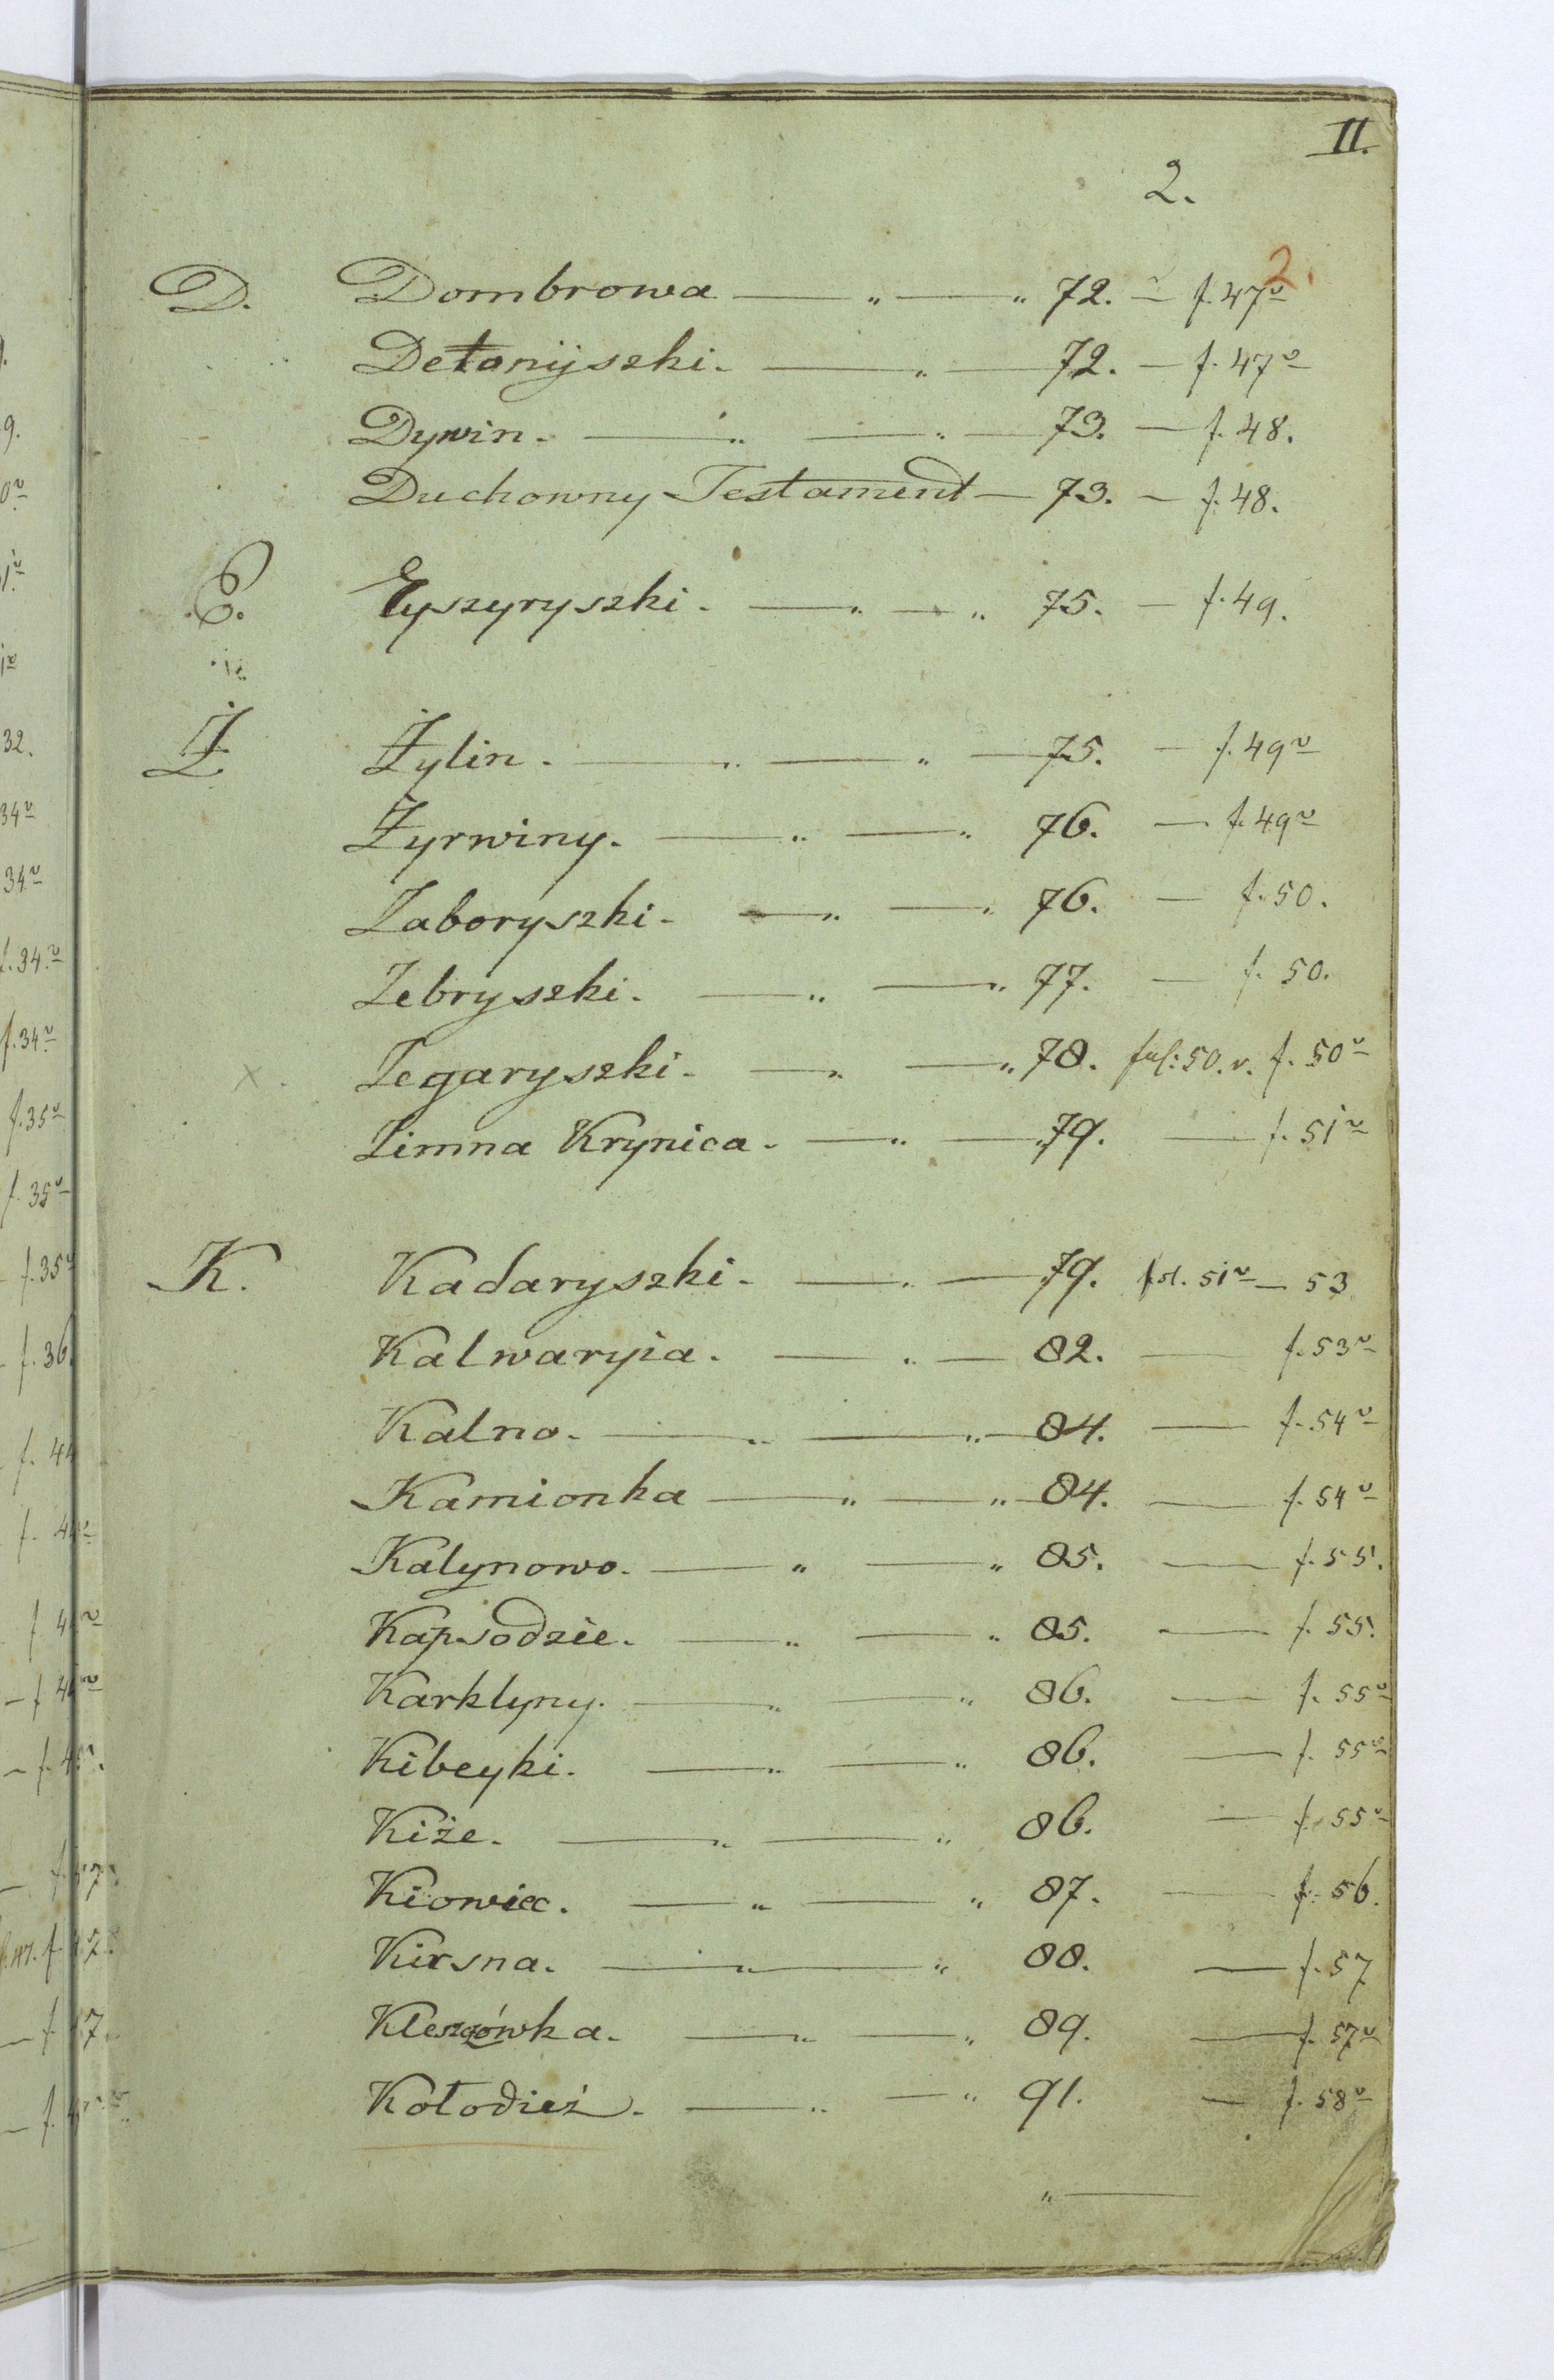 II.
2.
2.
D. Dombrowa — „ — „ 72. — f. 47v
Detonijszki. — „ — 72. — f. 47v
Dywin. — „ — „ — 73. — f. 48.
Duchowny Testament — 73. — f. 48.
E. Eyszyryszki. — „ — „ 75. — f. 49.
Ż Żylin. — „ — „ — 75. — f. 49v
Żyrwiny. — „ — „ 76. — f. 49v
Zaboryszki. — „ — „ 76. — f. 50.
Zebryszki. — „ — „ 77. — f. 50.
x. Zegaryszki. — „ — „ 78. fol: 50. v. f. 50v
Zimna Krynica. — „ — „ 79. — f. 51v
K. Kadaryszki. — „ — 79. fol. 51v — 53
Kalwaryia. — „ — 82. — f. 53v
Kalno. — „ — „ — 84. — f. 54v
Kamionka — „ — „ — 84. — f. 54v
Kalynowo. — „ — „ 85. — f. 55.
Kapsodzie. — „ — „ 85. — f. 55.
Karklyny. — „ — „ 86. — f. 55v
Kibeyki. — „ — „ 86. — f. 55v
Kiże. — „ — „ 86. — f. 55v
Kiowiec. — „ — „ 87. — f. 56.
Kirsna. — „ — „ 88. — f. 57
Kleszczówka. — „ — „ 89. — f. 57v
Kołodież. — „ — „ 91. — f. 58v
„ —